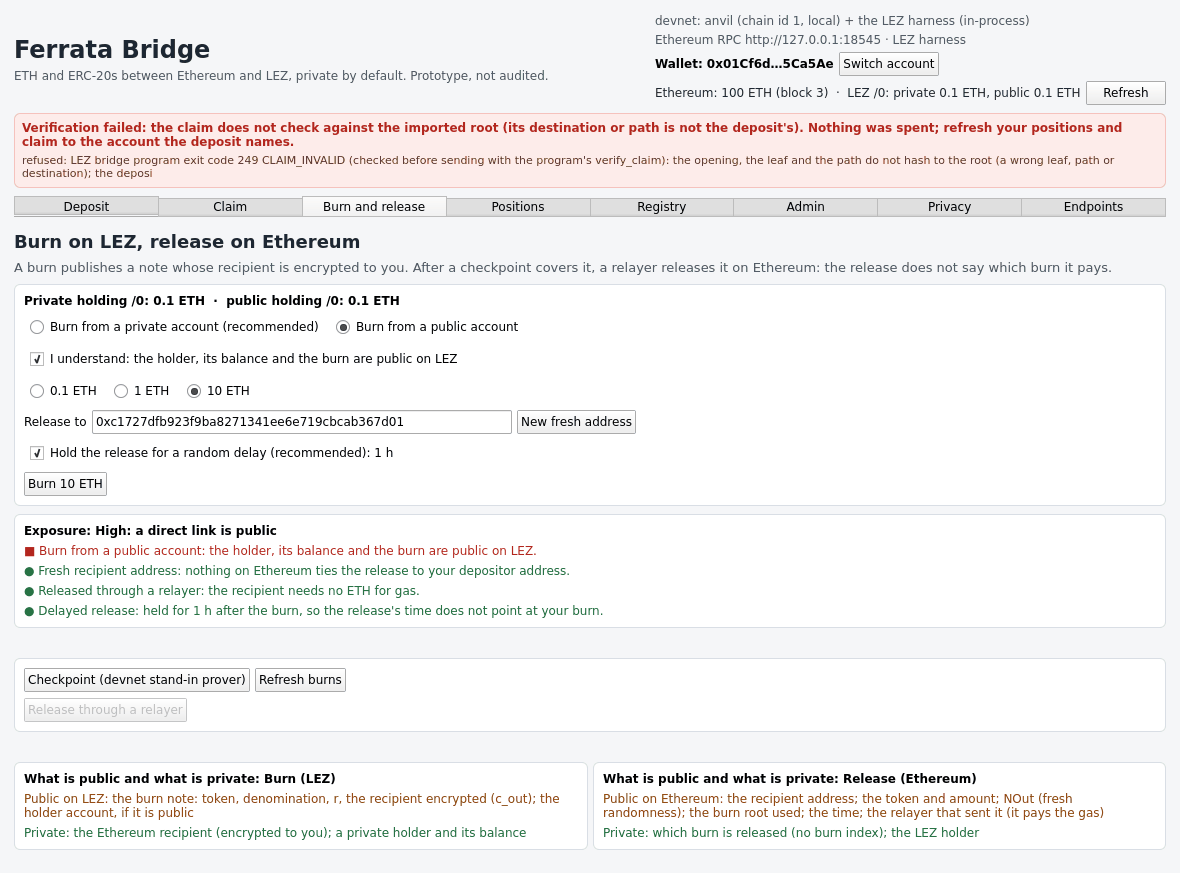 Ferrata Bridge
ETH and ERC-20s between Ethereum and LEZ, private by default. Prototype, not audited.
devnet: anvil (chain id 1, local) + the LEZ harness (in-process)
Ethereum RPC http://127.0.0.1:18545 · LEZ harness
Wallet: 0x01Cf6d…5Ca5Ae Switch account
Ethereum: 100 ETH (block 3) · LEZ /0: private 0.1 ETH, public 0.1 ETH Refresh
Verification failed: the claim does not check against the imported root (its destination or path is not the deposit's). Nothing was spent; refresh your positions and
claim to the account the deposit names.
refused: LEZ bridge program exit code 249 CLAIM_INVALID (checked before sending with the program's verify_claim): the opening, the leaf and the path do not hash to the root (a wrong leaf, path or
destination); the deposi
Deposit Claim Burn and release Positions Registry Admin Privacy Endpoints
Burn on LEZ, release on Ethereum
A burn publishes a note whose recipient is encrypted to you. After a checkpoint covers it, a relayer releases it on Ethereum: the release does not say which burn it pays.
Private holding /0: 0.1 ETH · public holding /0: 0.1 ETH
Burn from a private account (recommended) Burn from a public account
I understand: the holder, its balance and the burn are public on LEZ
0.1 ETH 1 ETH 10 ETH
Release to 0xc1727dfb923f9ba8271341ee6e719cbcab367d01 New fresh address
Hold the release for a random delay (recommended): 1 h
Burn 10 ETH
Exposure: High: a direct link is public
Burn from a public account: the holder, its balance and the burn are public on LEZ.
Fresh recipient address: nothing on Ethereum ties the release to your depositor address.
Released through a relayer: the recipient needs no ETH for gas.
Delayed release: held for 1 h after the burn, so the release's time does not point at your burn.
Checkpoint (devnet stand-in prover) Refresh burns
Release through a relayer
What is public and what is private: Burn (LEZ)
Public on LEZ: the burn note: token, denomination, r, the recipient encrypted (c_out); the
holder account, if it is public
Private: the Ethereum recipient (encrypted to you); a private holder and its balance
What is public and what is private: Release (Ethereum)
Public on Ethereum: the recipient address; the token and amount; NOut (fresh
randomness); the burn root used; the time; the relayer that sent it (it pays the gas)
Private: which burn is released (no burn index); the LEZ holder